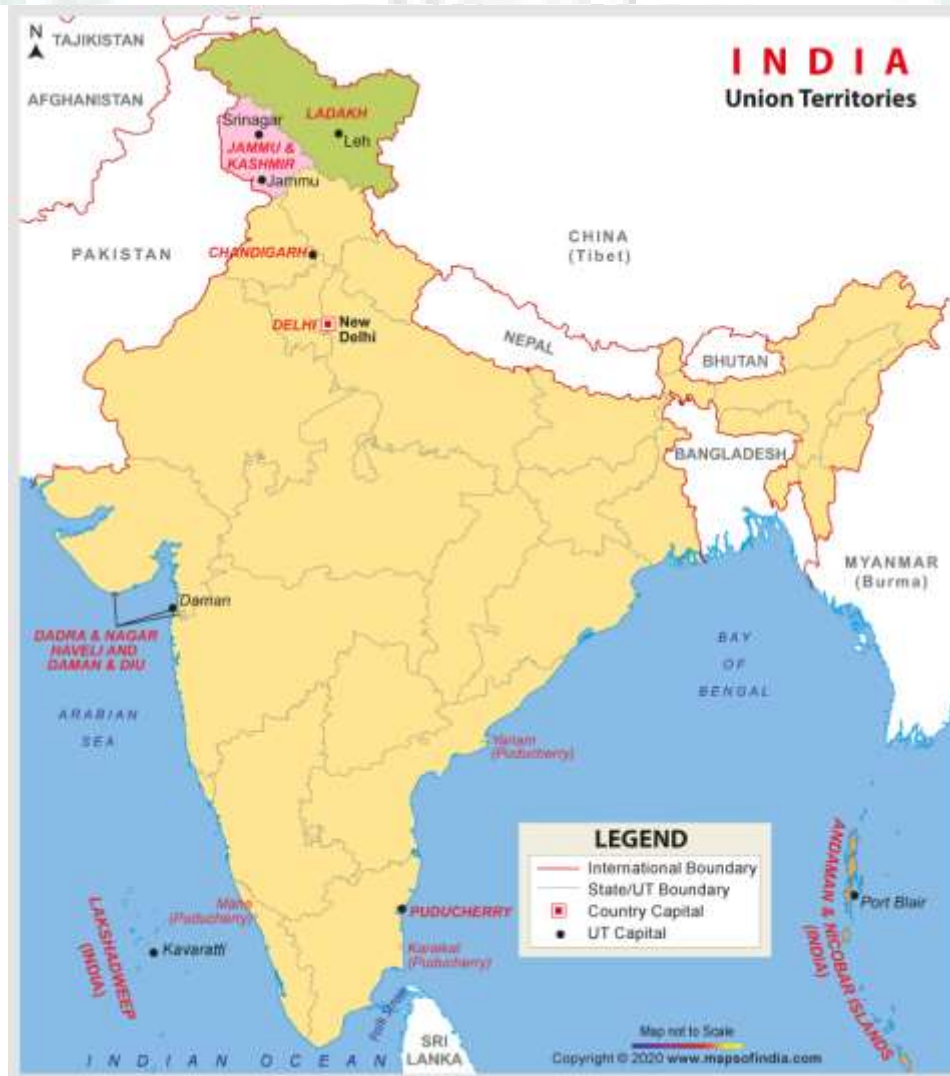 N
TAJIKISTAN
AFGHANISTAN
INDIA
Union Territories
LADAKH
Srinagar
Leh
JAMMU &
KASHMIR
Jammu
CHINA
(Tibet)
PAKISTAN
CHANDIGARH
DELHI
New
Delhi
NEPAL
BHUTAN
BANGLADESH
MYANMAR
(Burma)
Daman
DADRA & NAGAR
HAVELI AND
DAMAN & DIU
BAY
OF
BENGAL
ARABIAN
SEA
Yanam
(Puducherry)
LEGEND
International Boundary
State/UT Boundary
Country Capital
UT Capital
ANDAMAN & NICOBAR ISLANDS
(INDIA)
Port Blair
Mahe
(Puducherry)
PUDUCHERRY
LAKSHADWEEP
(INDIA)
Kavaratti
Karaikal
(Puducherry)
Palk Strait
SRI
LANKA
INDIAN OCEAN
Map not to Scale
Copyright © 2020 www.mapsofindia.com